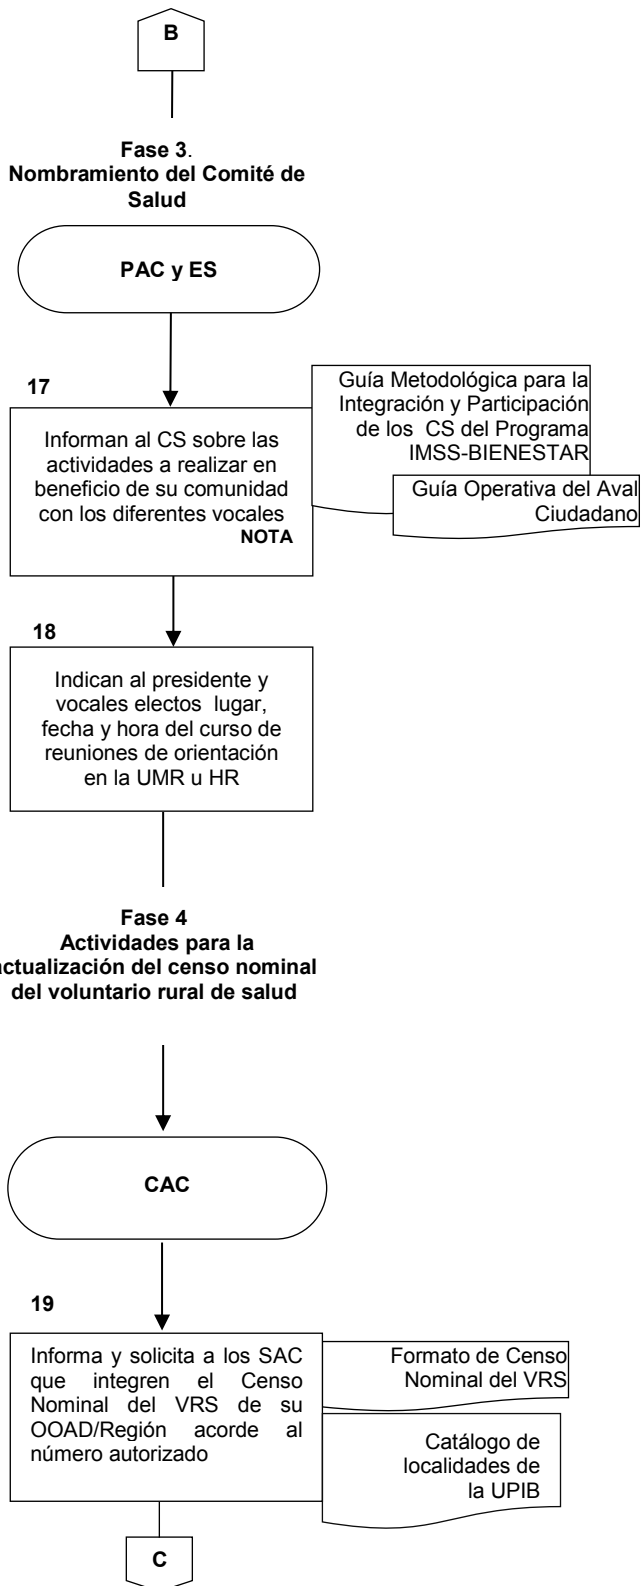 B
Fase 3.
Nombramiento del Comité de
Salud
PAC y ES
17
Informan al CS sobre las
actividades a realizar en
beneficio de su comunidad
con los diferentes vocales
NOTA
Guía Metodológica para la
Integración y Participación
de los CS del Programa
IMSS-BIENESTAR
Guía Operativa del Aval
Ciudadano
18
Indican al presidente y
vocales electos lugar,
fecha y hora del curso de
reuniones de orientación
en la UMR u HR
Fase 4
Actividades para la
actualización del censo nominal
del voluntario rural de salud
CAC
19
Informa y solicita a los SAC
que integren el Censo
Nominal del VRS de su
OOAD/Región acorde al
número autorizado
Formato de Censo
Nominal del VRS
Catálogo de
localidades de
la UPIB
C